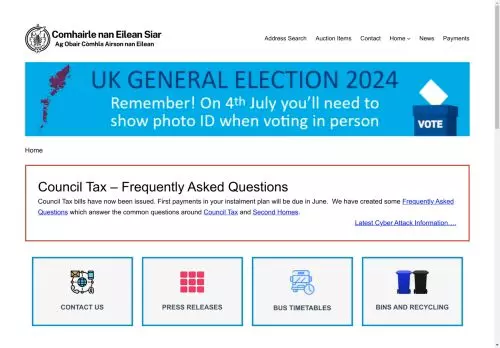 Comhairle nan Eilean Siar
Ag Obair Còmhla Airson nan Eilean
Address Search Auction Items Contact Home News Payments
UK GENERAL ELECTION 2024
Remember! On 4th July you'll need to
show photo ID when voting in person
VOTE
Home
Council Tax – Frequently Asked Questions
Council Tax bills have now been issued. First payments in your instalment plan will be due in June. We have created some Frequently Asked
Questions which answer the common questions around Council Tax and Second Homes.
Latest Cyber Attack Information....
CONTACT US
PRESS RELEASES
BUS TIMETABLES
BINS AND RECYCLING